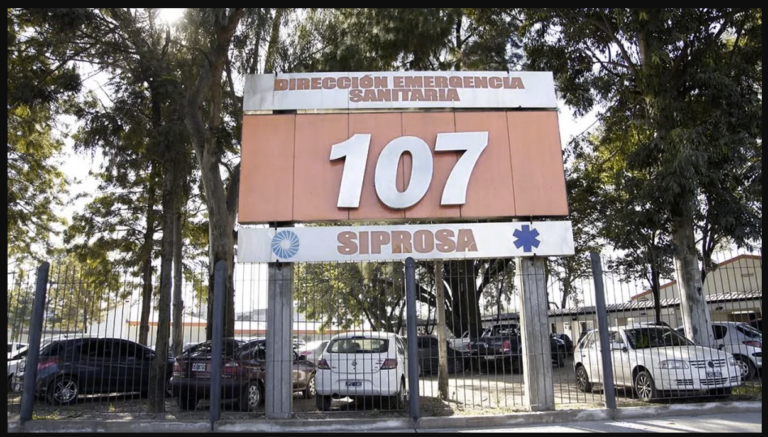 DIRECCIÓN EMERGENCIA
SANITARIA
107
SIPROSA